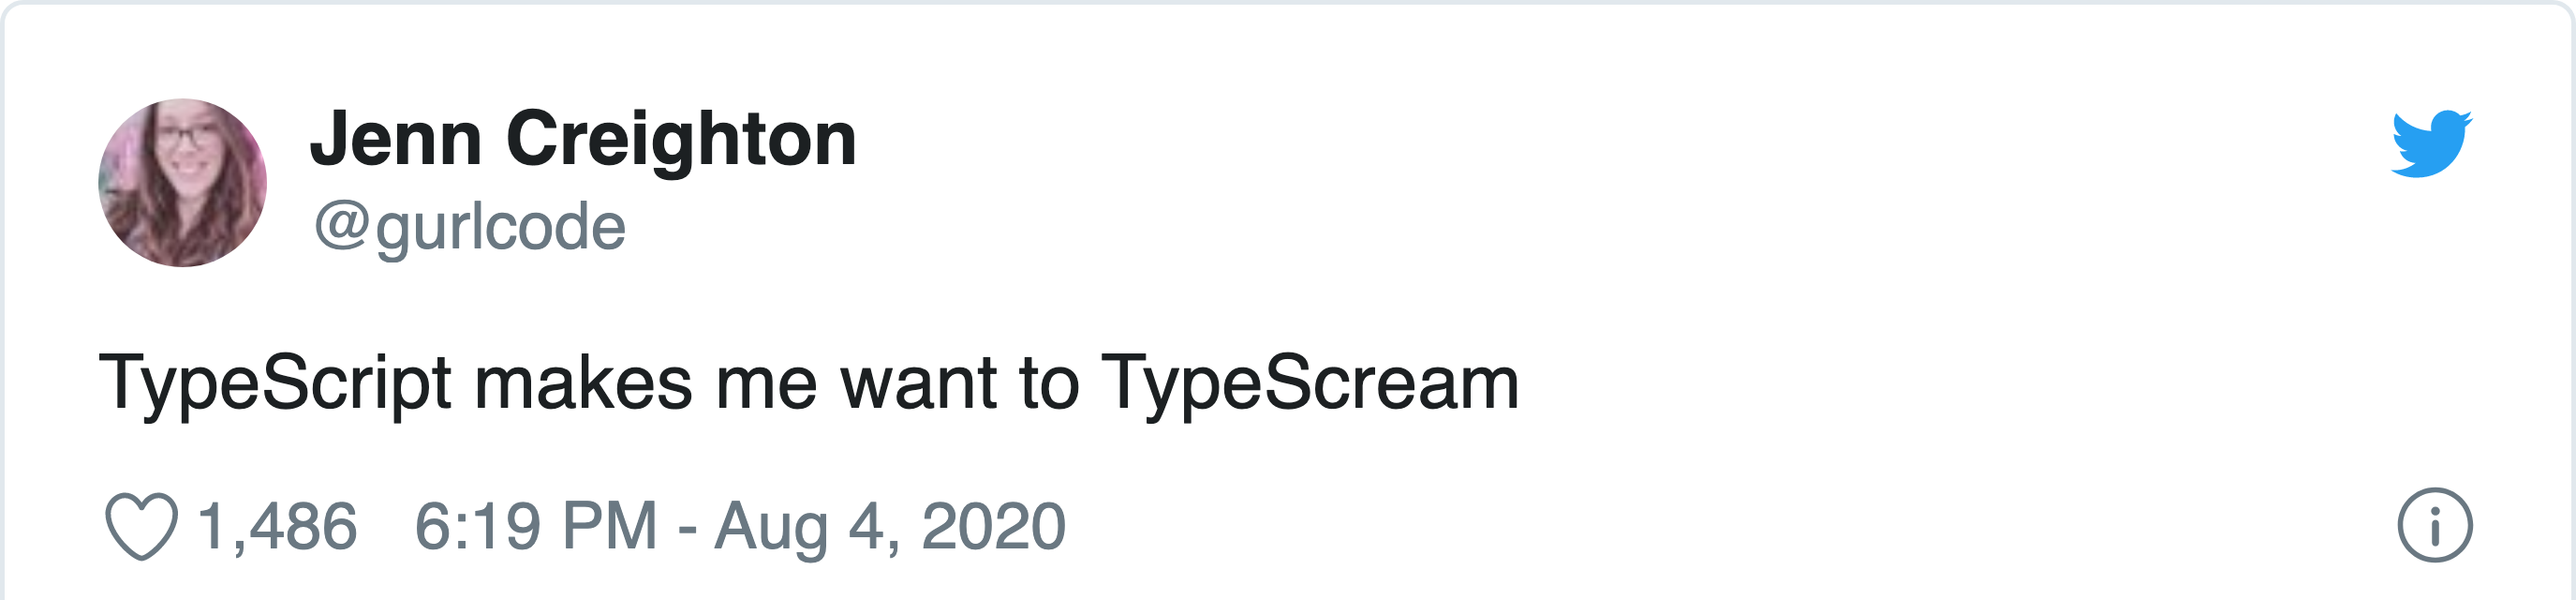 Jenn Creighton
@gurlcode
TypeScript makes me want to TypeScream
1,486 6:19 PM - Aug 4, 2020